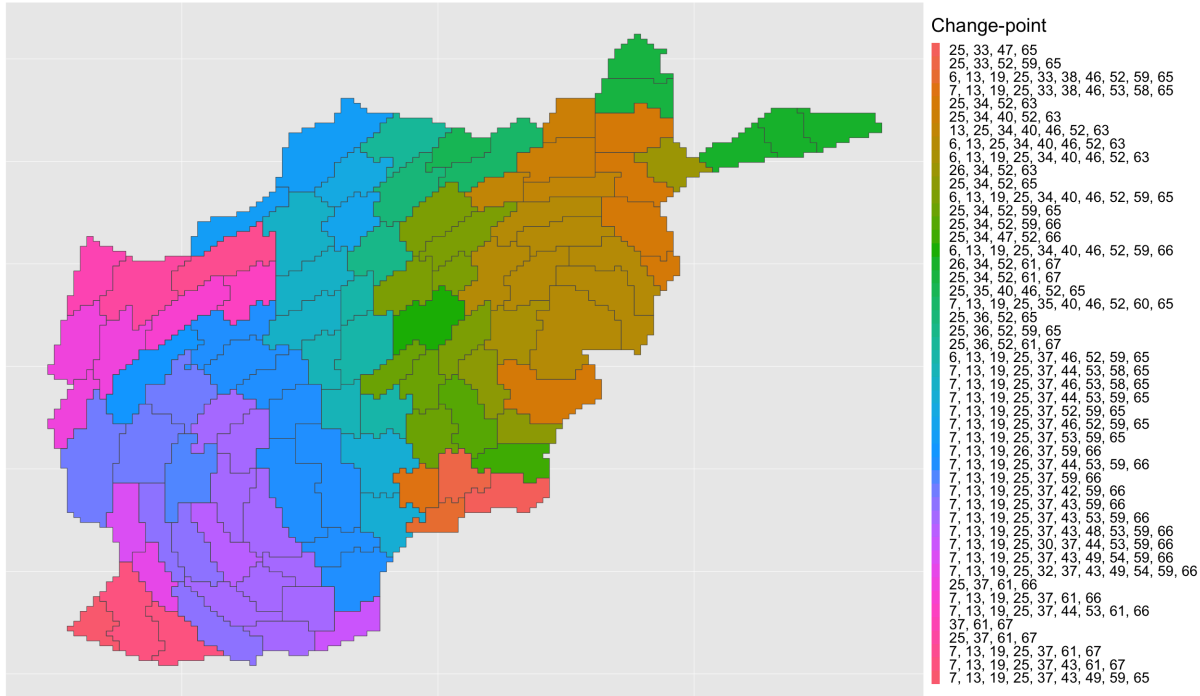 Change-point
25, 33, 47, 65
25, 33, 52, 59, 65
6, 13, 19, 25, 33, 38, 46, 52, 59, 65
7, 13, 19, 25, 33, 38, 46, 53, 58, 65
25, 34, 52, 63
25, 34, 40, 52, 63
13, 25, 34, 40, 46, 52, 63
6, 13, 25, 34, 40, 46, 52, 63
6, 13, 19, 25, 34, 40, 46, 52, 63
26, 34, 52, 63
25, 34, 52, 65
6, 13, 19, 25, 34, 40, 46, 52, 59, 65
25, 34, 52, 59, 65
25, 34, 52, 59, 66
25, 34, 47, 52, 66
6, 13, 19, 25, 34, 40, 46, 52, 59, 66
26, 34, 52, 61, 67
25, 34, 52, 61, 67
25, 35, 40, 46, 52, 65
7, 13, 19, 25, 35, 40, 46, 52, 60, 65
25, 36, 52, 65
25, 36, 52, 59, 65
25, 36, 52, 61, 67
6, 13, 19, 25, 37, 46, 52, 59, 65
7, 13, 19, 25, 37, 44, 53, 58, 65
7, 13, 19, 25, 37, 46, 53, 58, 65
7, 13, 19, 25, 37, 44, 53, 59, 65
7, 13, 19, 25, 37, 52, 59, 65
7, 13, 19, 25, 37, 46, 52, 59, 65
7, 13, 19, 25, 37, 53, 59, 65
7, 13, 19, 26, 37, 59, 66
7, 13, 19, 25, 37, 44, 53, 59, 66
7, 13, 19, 25, 37, 59, 66
7, 13, 19, 25, 37, 42, 59, 66
7, 13, 19, 25, 37, 43, 59, 66
7, 13, 19, 25, 37, 43, 53, 59, 66
7, 13, 19, 25, 37, 43, 48, 53, 59, 66
7, 13, 19, 25, 30, 37, 44, 53, 59, 66
7, 13, 19, 25, 37, 43, 49, 54, 59, 66
7, 13, 19, 25, 32, 37, 43, 49, 54, 59, 66
25, 37, 61, 66
7, 13, 19, 25, 37, 61, 66
7, 13, 19, 25, 37, 44, 53, 61, 66
37, 61, 67
25, 37, 61, 67
7, 13, 19, 25, 37, 61, 67
7, 13, 19, 25, 37, 43, 61, 67
7, 13, 19, 25, 37, 43, 49, 59, 65